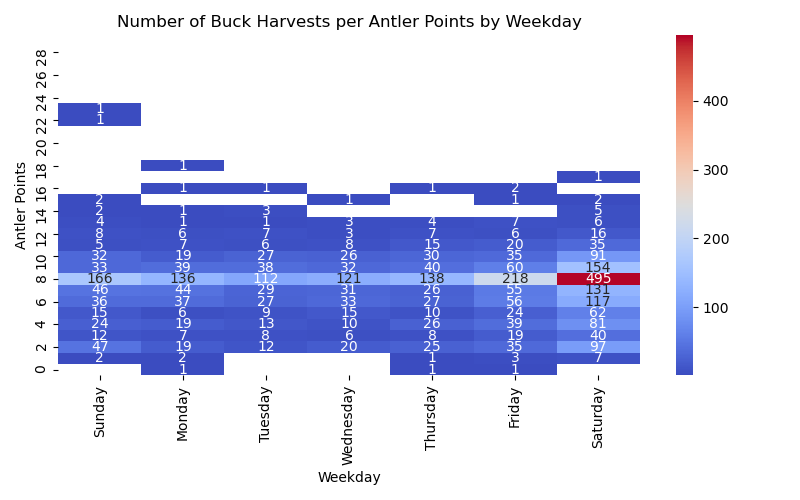 Number of Buck Harvests per Antler Points by Weekday
28
26
24
1
22 1
20
18 1
1
16 1 1 1 2
2 1 1 2
14 2 1 3 5
4 1 1 3 4 7 6
12 8 6 7 3 7 6 16
5 7 6 8 15 20 35
10 32 19 27 26 30 35 91
33 39 38 32 40 60 154
8 166 136 112 121 138 218 495
46 44 29 31 26 55 131
6 36 37 27 33 27 56 117
15 6 9 15 10 24 62
4 24 19 13 10 26 39 81
12 7 8 6 8 19 40
2 47 19 12 20 25 35 97
2 2 1 3 7
0 1 1 1
Antler Points
Sunday
Monday
Tuesday
Wednesday
Thursday
Friday
Saturday
Weekday
400
300
200
100